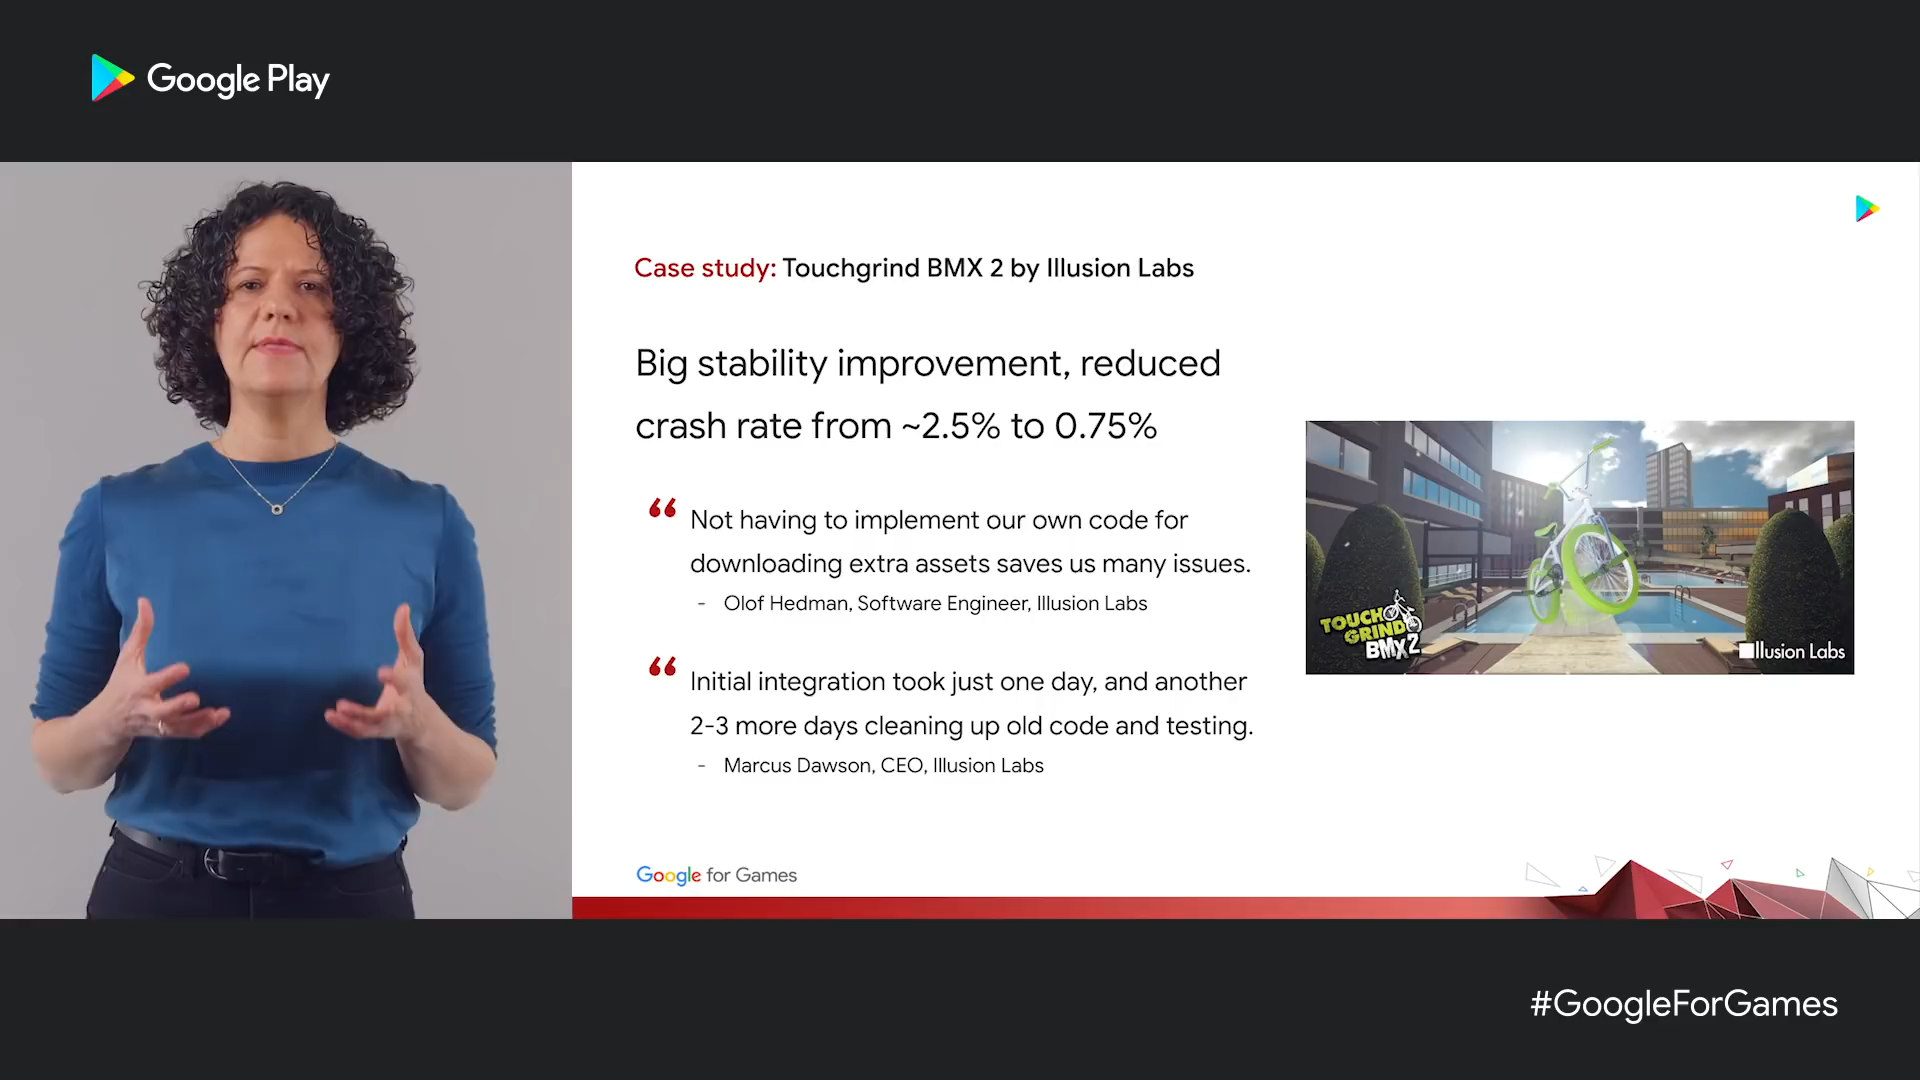 Google Play
Case study: Touchgrind BMX 2 by Illusion Labs
Big stability improvement, reduced
crash rate from ~2.5% to 0.75%
“ Not having to implement our own code for
downloading extra assets saves us many issues.
- Olof Hedman, Software Engineer, Illusion Labs
“ Initial integration took just one day, and another
2-3 more days cleaning up old code and testing.
- Marcus Dawson, CEO, Illusion Labs
TOUCH
GRIND
BMX2
Illusion Labs
Google for Games
#GoogleForGames